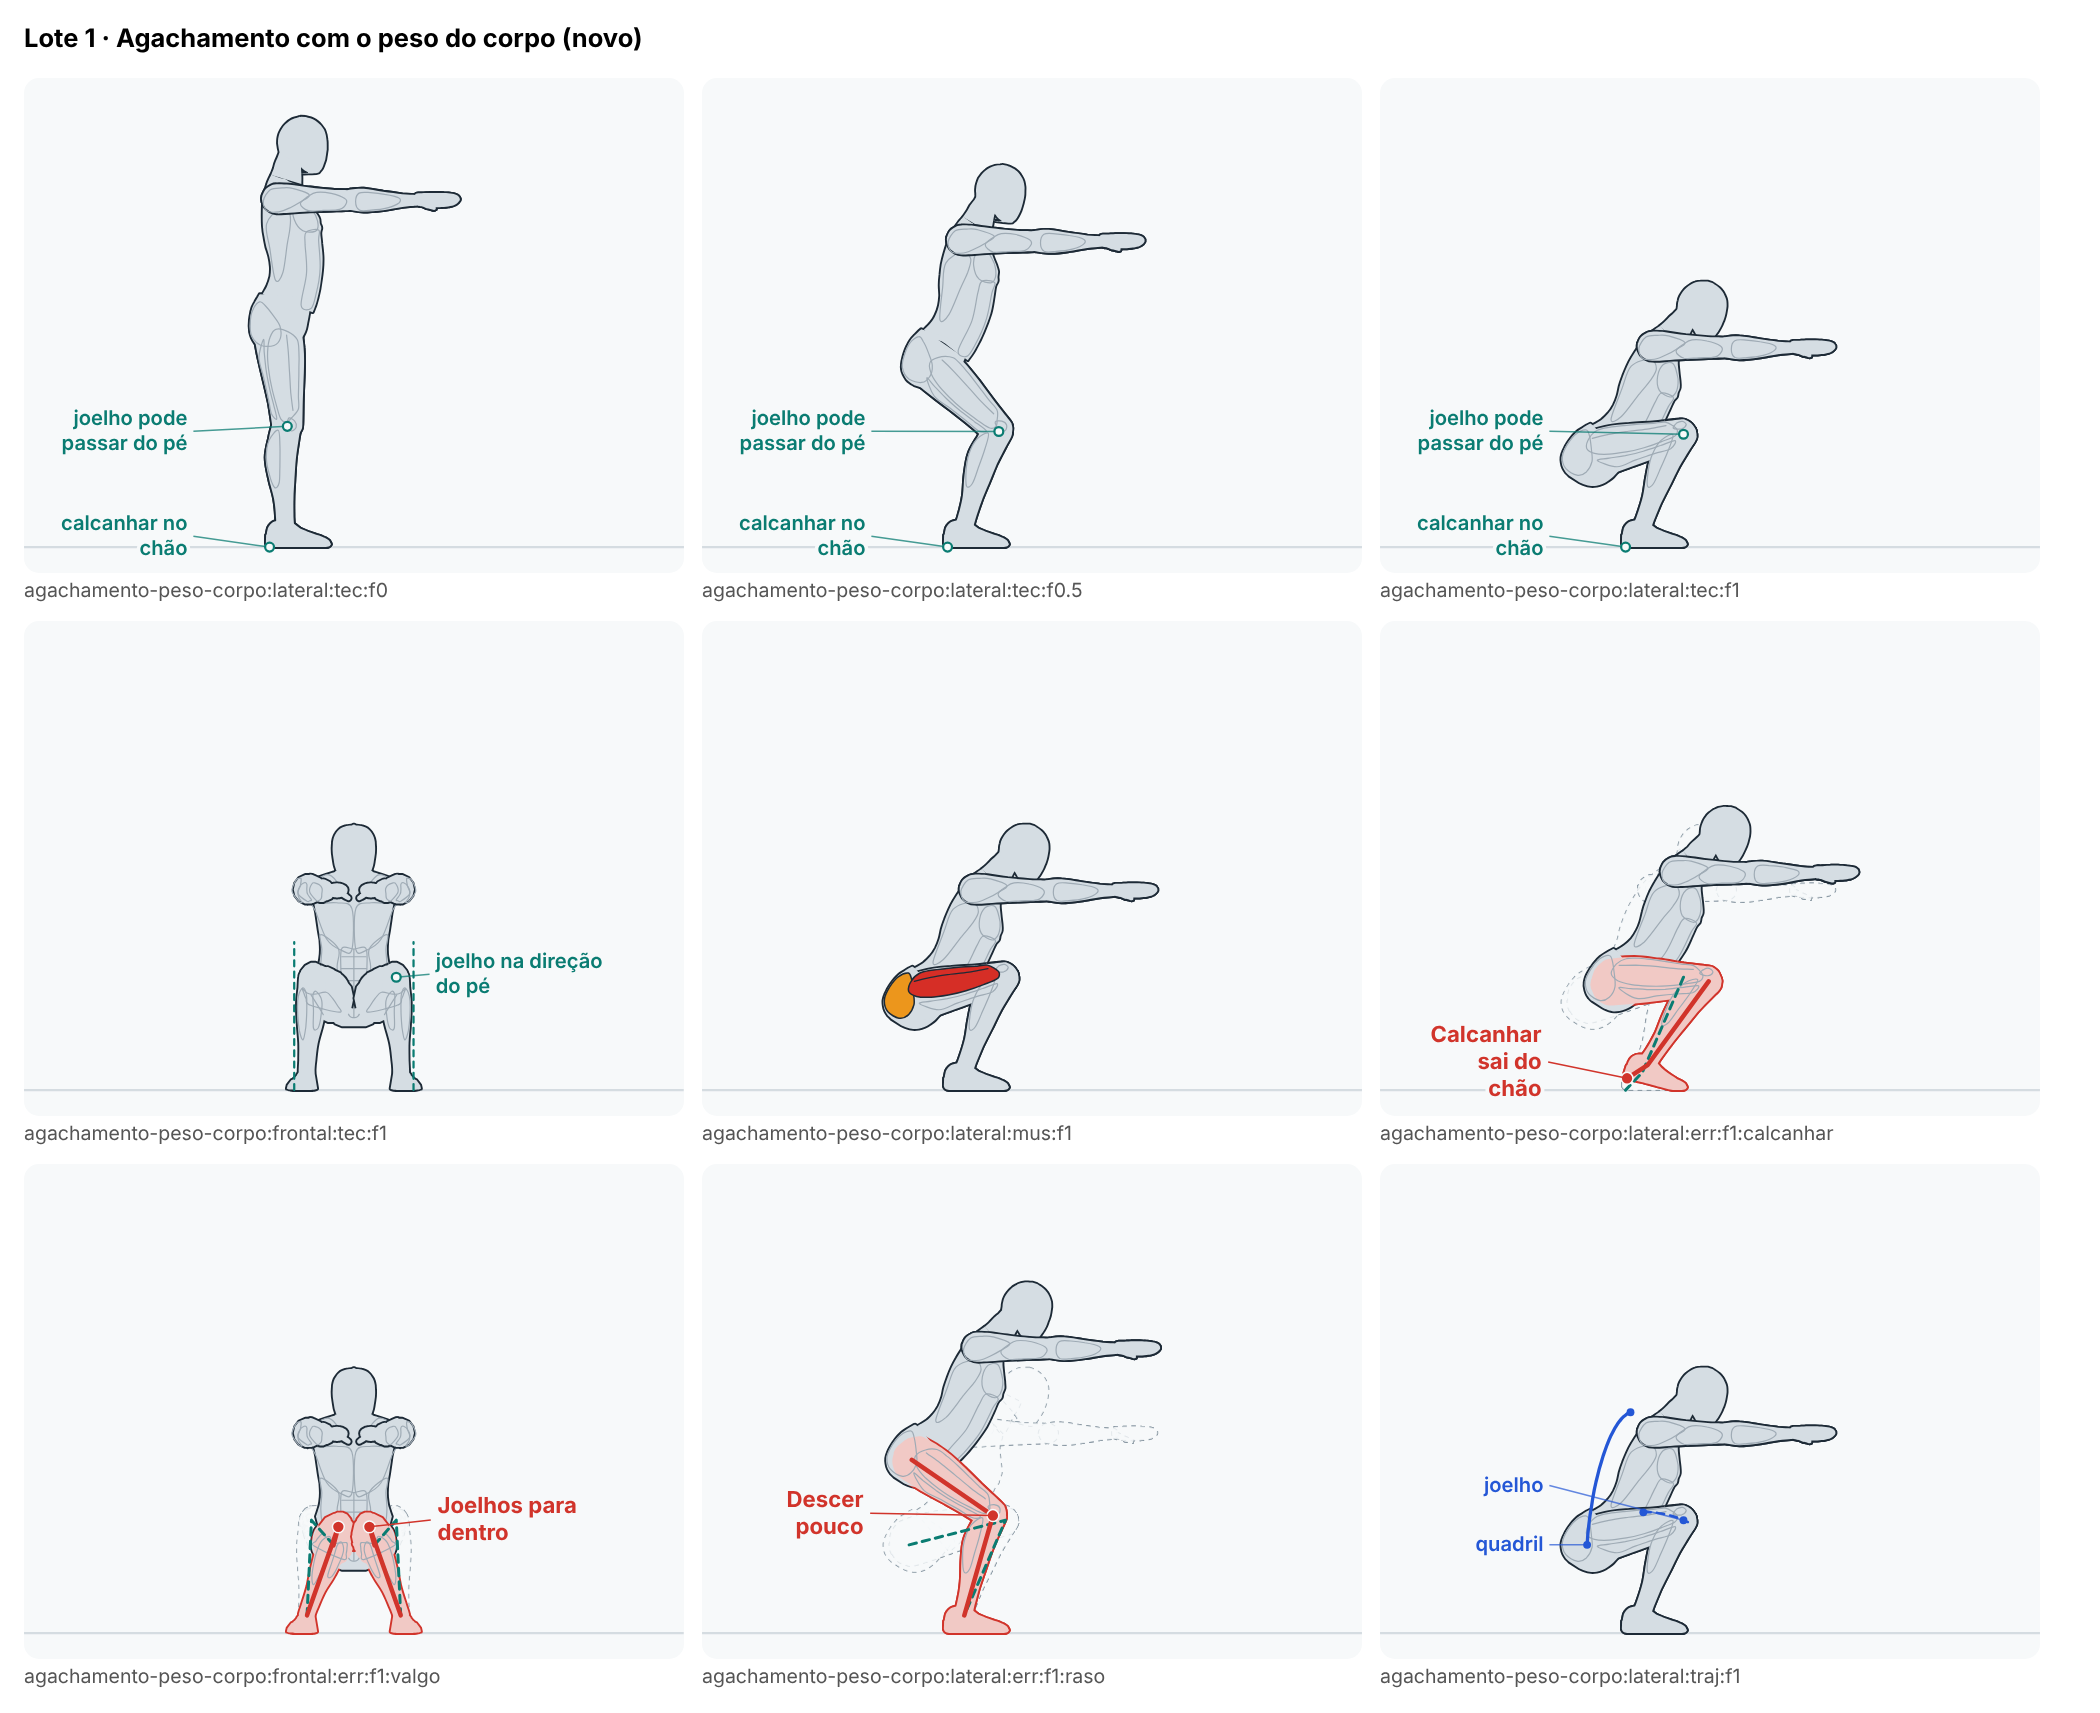 Lote 1 · Agachamento com o peso do corpo (novo)
joelho pode
passar do pé
calcanhar no
chão
agachamento-peso-corpo:lateral:tec:f0
joelho pode
passar do pé
calcanhar no
chão
agachamento-peso-corpo:lateral:tec:f0.5
joelho pode
passar do pé
calcanhar no
chão
agachamento-peso-corpo:lateral:tec:f1
joelho na direção
do pé
agachamento-peso-corpo:frontal:tec:f1
agachamento-peso-corpo:lateral:mus:f1
Calcanhar
sai do
chão
agachamento-peso-corpo:lateral:err:f1:calcanhar
Joelhos para
dentro
agachamento-peso-corpo:frontal:err:f1:valgo
Descer
pouco
agachamento-peso-corpo:lateral:err:f1:raso
joelho
quadril
agachamento-peso-corpo:lateral:traj:f1